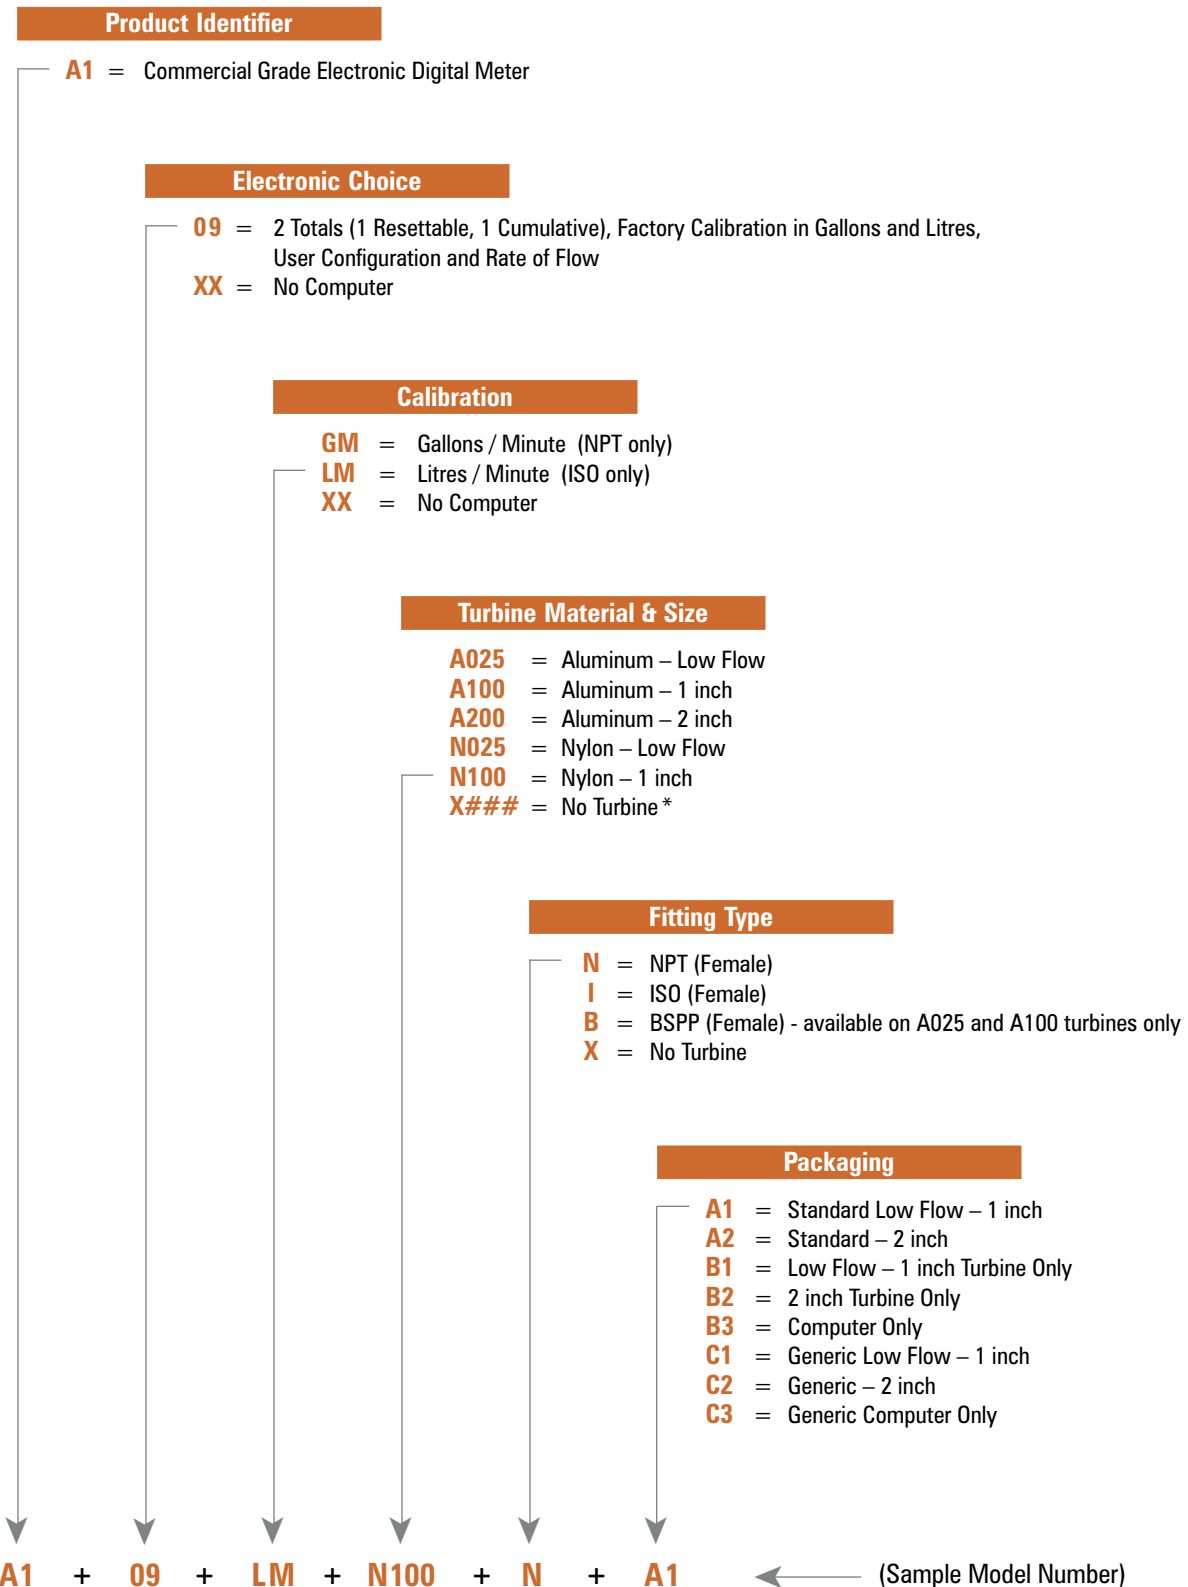 Product Identifier
A1 = Commercial Grade Electronic Digital Meter
Electronic Choice
09 = 2 Totals (1 Resettable, 1 Cumulative), Factory Calibration in Gallons and Litres,
User Configuration and Rate of Flow
XX = No Computer
Calibration
GM = Gallons / Minute (NPT only)
LM = Litres / Minute (ISO only)
XX = No Computer
Turbine Material & Size
A025 = Aluminum – Low Flow
A100 = Aluminum – 1 inch
A200 = Aluminum – 2 inch
N025 = Nylon – Low Flow
N100 = Nylon – 1 inch
X### = No Turbine *
Fitting Type
N = NPT (Female)
I = ISO (Female)
B = BSPP (Female) - available on A025 and A100 turbines only
X = No Turbine
Packaging
A1 = Standard Low Flow – 1 inch
A2 = Standard – 2 inch
B1 = Low Flow – 1 inch Turbine Only
B2 = 2 inch Turbine Only
B3 = Computer Only
C1 = Generic Low Flow – 1 inch
C2 = Generic – 2 inch
C3 = Generic Computer Only
A1 + 09 + LM + N100 + N + A1 (Sample Model Number)